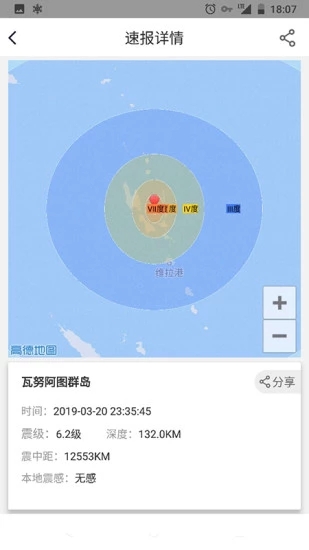 18:07
速报详情
VII度
度
IV度
III度
维拉港
高德地图
+
−
瓦努阿图群岛
分享
时间：2019-03-20 23:35:45
震级：6.2级 深度：132.0KM
震中距：12553KM
本地震感：无感